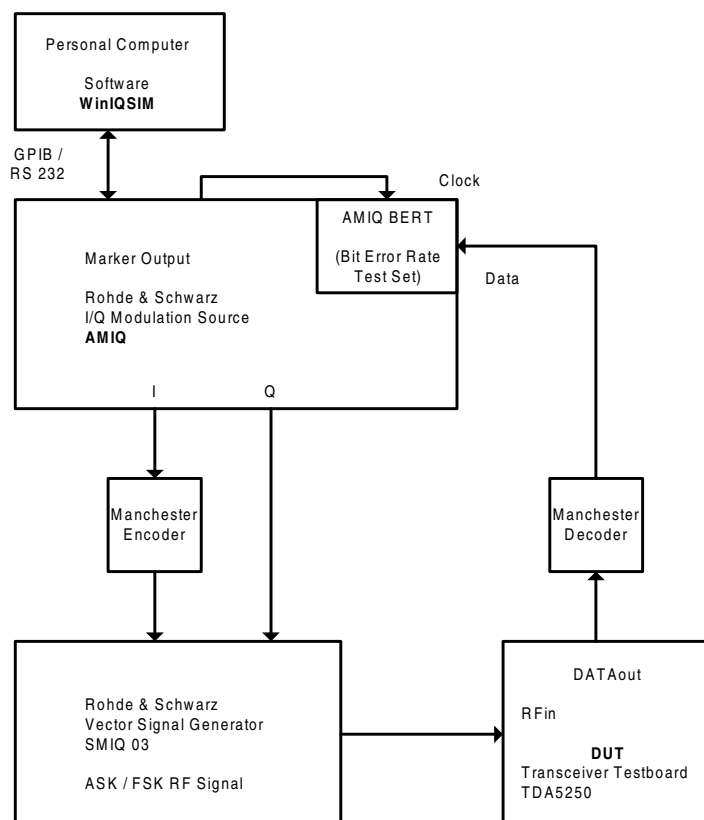 Personal Computer
Software
WinIQSIM
GPIB /
RS 232
Clock
AMIQ BERT
(Bit Error Rate
Test Set)
Marker Output
Data
Rohde & Schwarz
I/Q Modulation Source
AMIQ
I
Q
Manchester
Encoder
Manchester
Decoder
DATAout
Rohde & Schwarz
Vector Signal Generator
SMIQ 03
ASK / FSK RF Signal
RFin
DUT
Transceiver Testboard
TDA5250